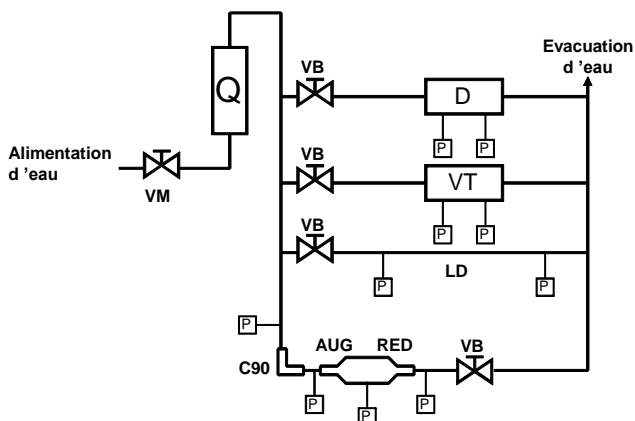 Evacuation
d ’eau
VB
Q
D
P P
Alimentation
d ’eau
VM
VB
VT
P P
VB
LD
P P
P
AUG RED VB
C90
P P P